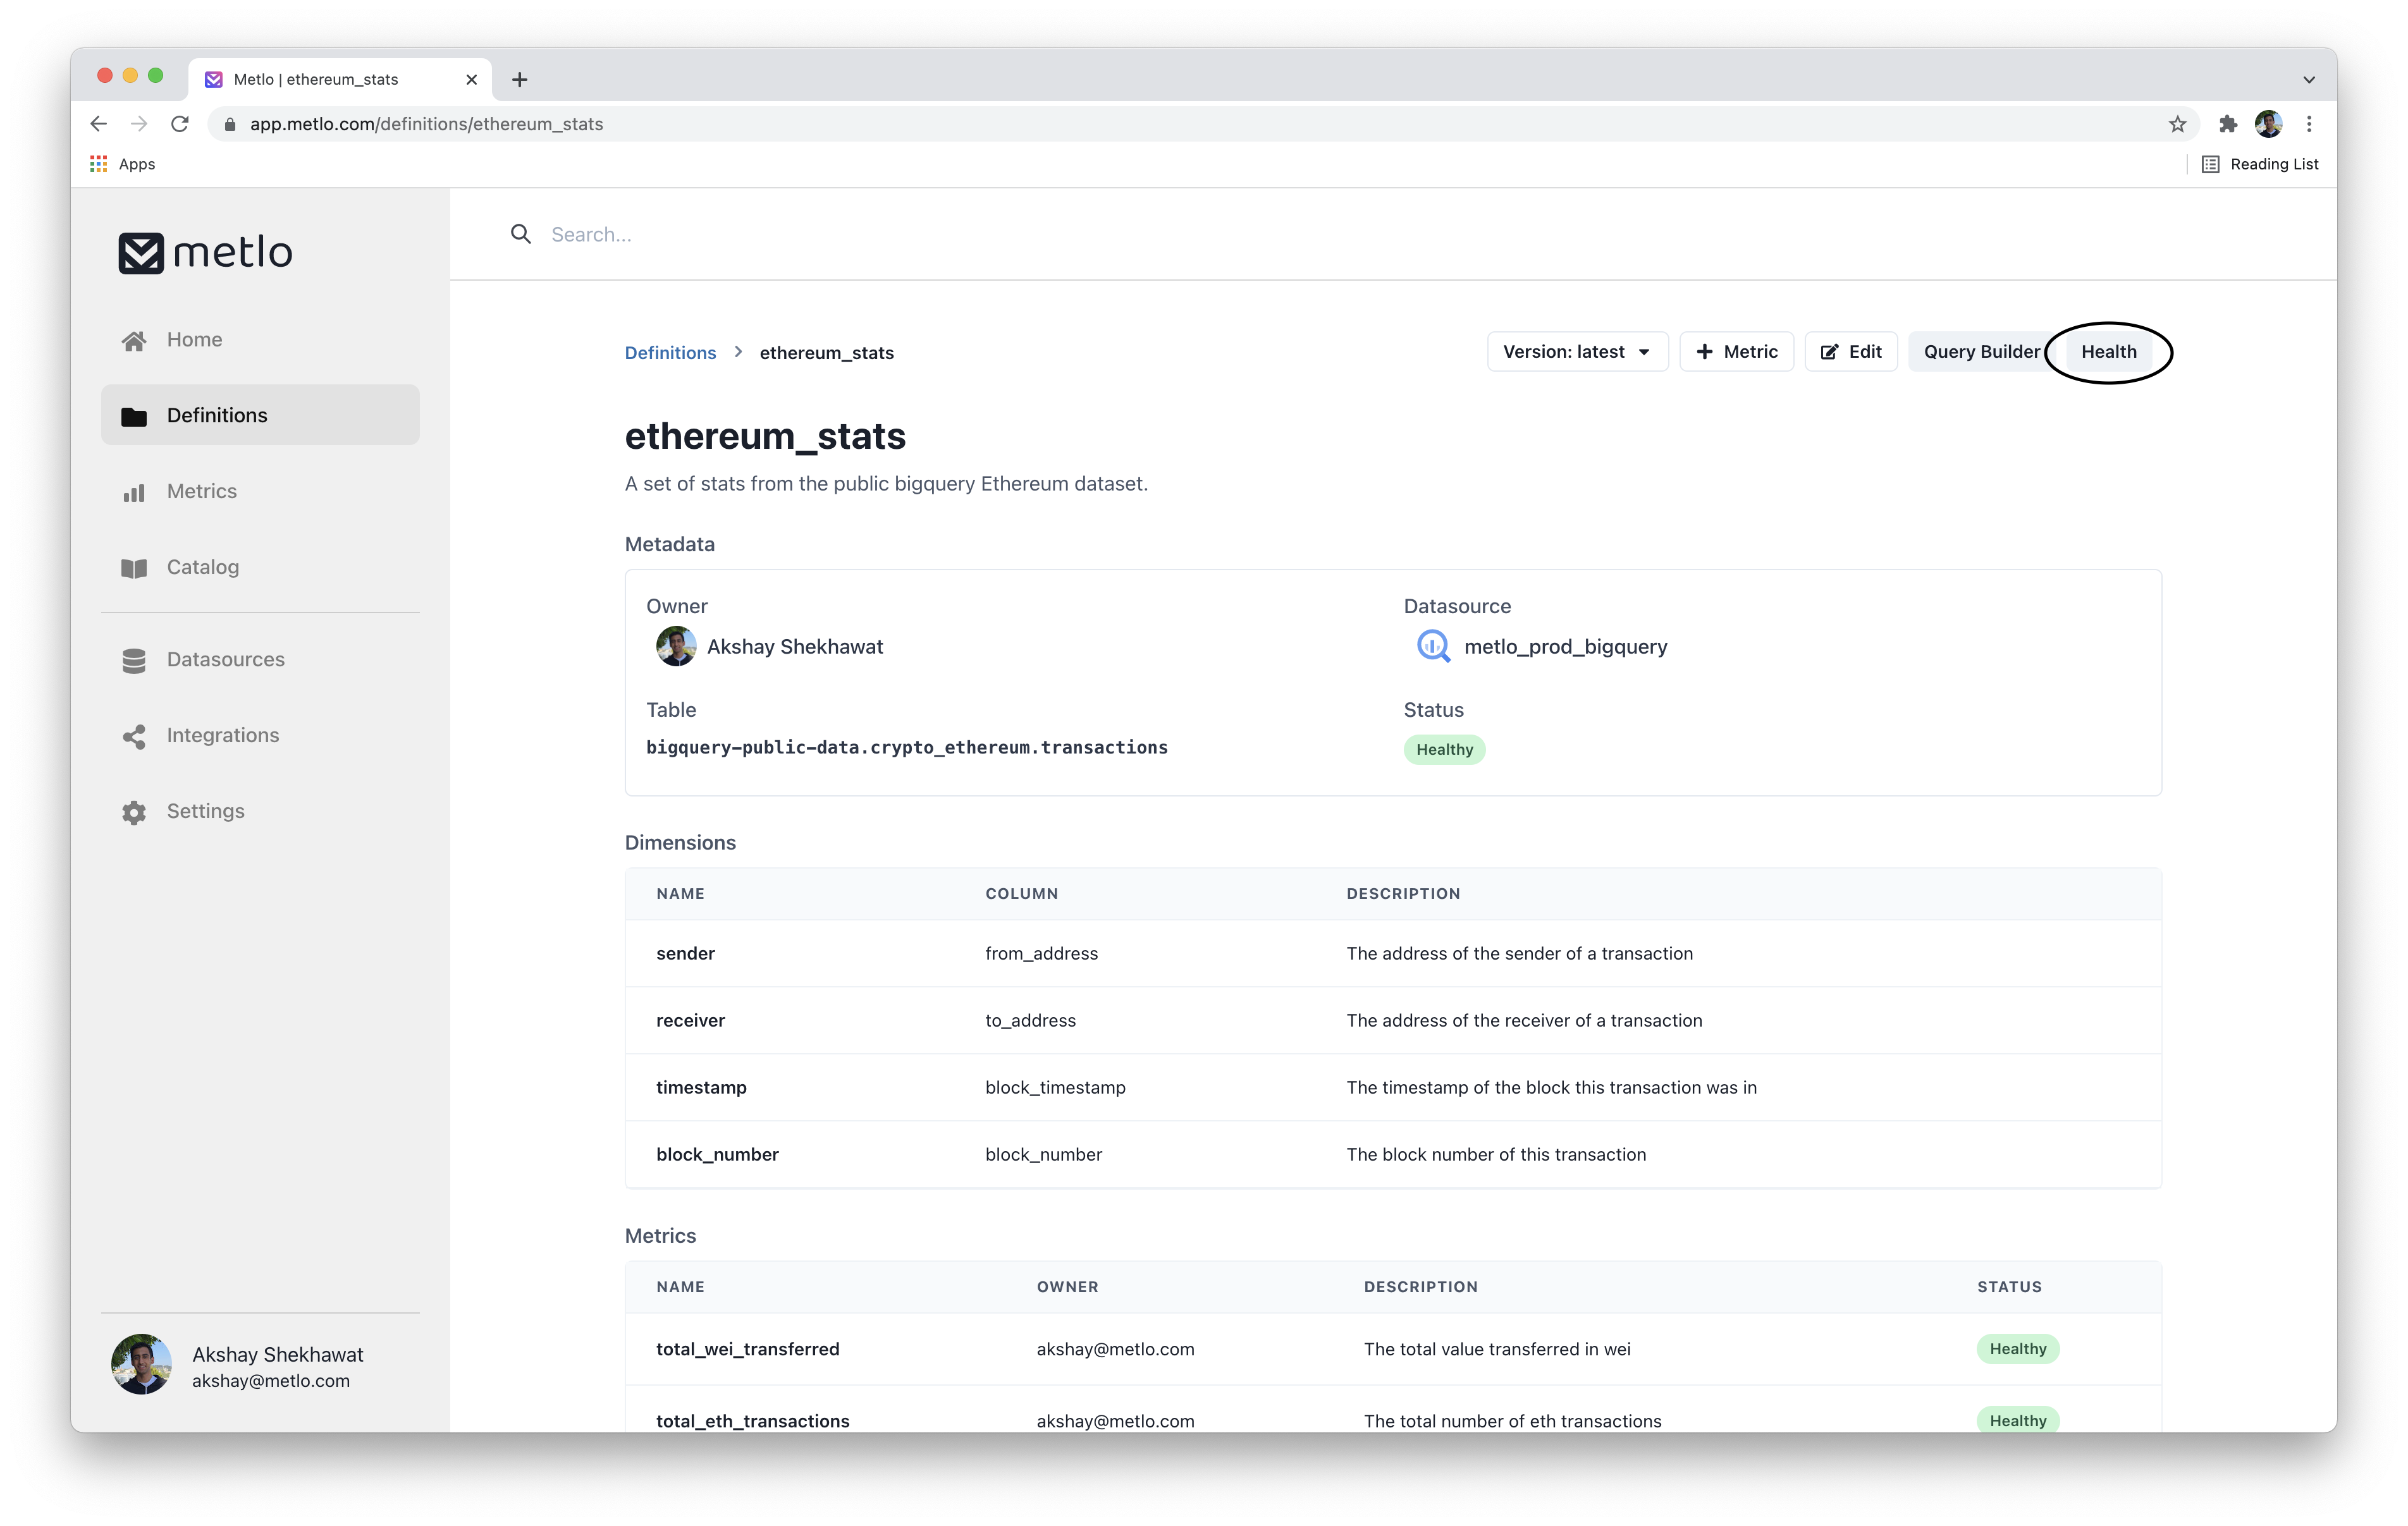 Metlo | ethereum_stats
app.metlo.com/definitions/ethereum_stats
Apps
Reading List
metlo
Search...
Home
Definitions
Metrics
Catalog
Datasources
Integrations
Settings
Akshay Shekhawat
akshay@metlo.com
Definitions > ethereum_stats
Version: latest
+ Metric
Edit
Query Builder
Health
ethereum_stats
A set of stats from the public bigquery Ethereum dataset.
Metadata
Owner
Akshay Shekhawat
Datasource
metlo_prod_bigquery
Table
bigquery-public-data.crypto_ethereum.transactions
Status
Healthy
Dimensions
NAME COLUMN DESCRIPTION
sender from_address The address of the sender of a transaction
receiver to_address The address of the receiver of a transaction
timestamp block_timestamp The timestamp of the block this transaction was in
block_number block_number The block number of this transaction
Metrics
NAME OWNER DESCRIPTION STATUS
total_wei_transferred akshay@metlo.com The total value transferred in wei Healthy
total_eth_transactions akshay@metlo.com The total number of eth transactions Healthy